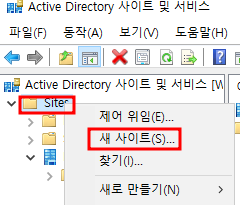 Active Directory 사이트 및 서비스
파일(F) 동작(A) 보기(V) 도움말(H)
Active Directory 사이트 및 서비스 [W
Sites
제어 위임(E)...
새 사이트(S)...
찾기(I)...
새로 만들기(N)